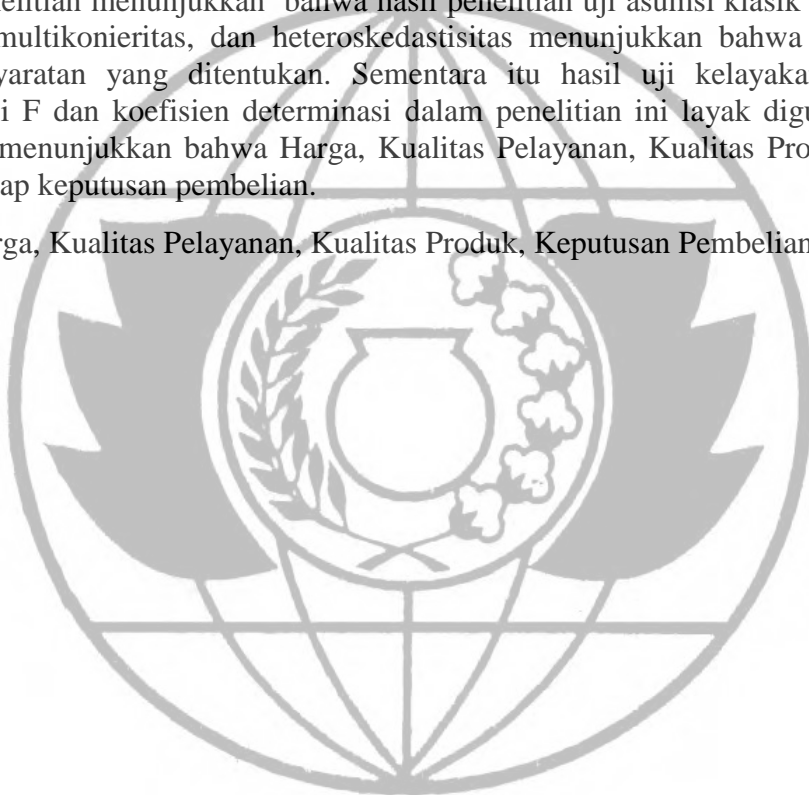 menunjukkan bahwa hasil penelitian uji asumsi klasik
multikonieritas, dan heteroskedastisitas menunjukkan bahwa
yaratan yang ditentukan. Sementara itu hasil uji kelayaka
i F dan koefisien determinasi dalam penelitian ini layak digu
menunjukkan bahwa Harga, Kualitas Pelayanan, Kualitas Pro
ap keputusan pembelian.
rga, Kualitas Pelayanan, Kualitas Produk, Keputusan Pembelian